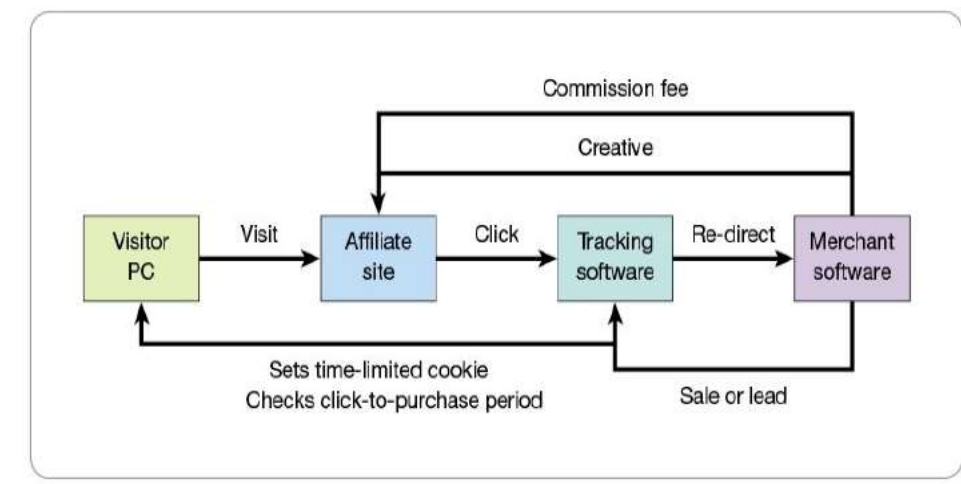 Commission fee
Creative
Visitor
PC
Visit
Affiliate
site
Click
Tracking
software
Re-direct
Merchant
software
Sets time-limited cookie
Checks click-to-purchase period
Sale or lead